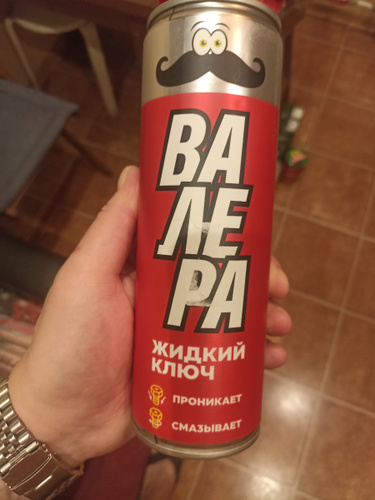 ВА
ЛЕ
РА
ЖИДКИЙ
КЛЮЧ
ПРОНИКАЕТ
СМАЗЫВАЕТ